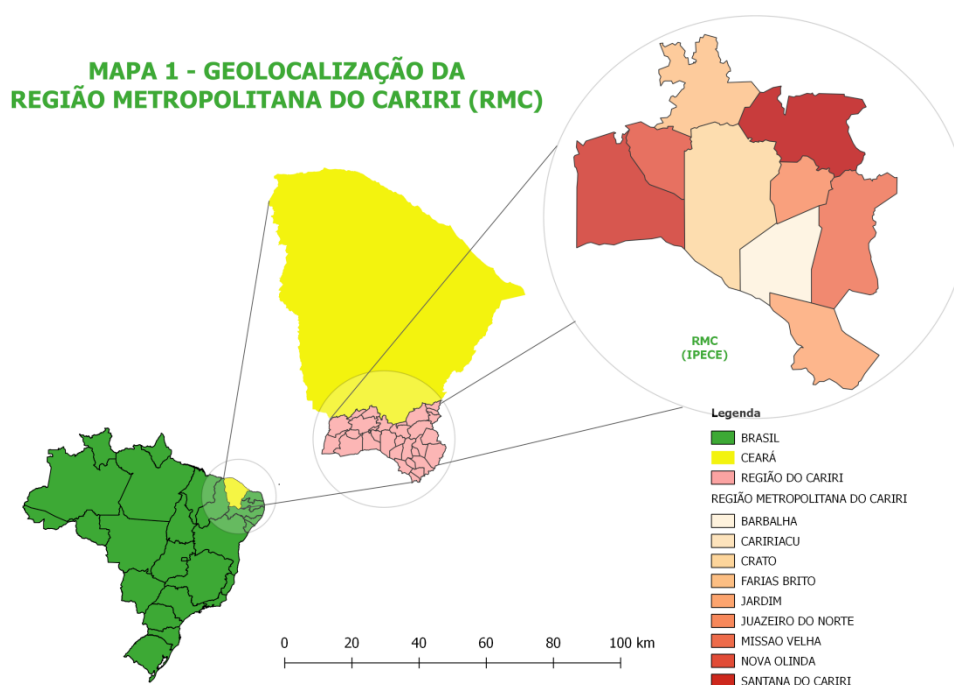 MAPA 1 - GEOLOCALIZAÇÃO DA
REGIÃO METROPOLITANA DO CARIRI (RMC)
RMC
(IPECE)
Legenda
BRASIL
CEARÁ
REGIÃO DO CARIRI
REGIÃO METROPOLITANA DO CARIRI
BARBALHA
CARIRIACU
CRATO
FARIAS BRITO
JARDIM
JUAZEIRO DO NORTE
MISSAO VELHA
NOVA OLINDA
SANTANA DO CARIRI
0 20 40 60 80 100 km